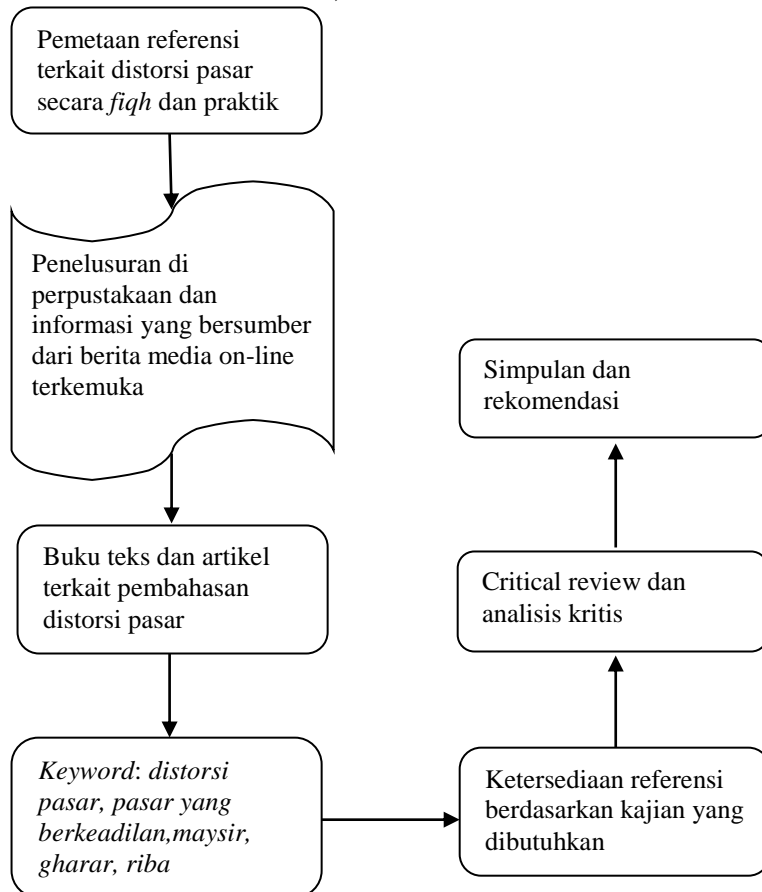 Pemetaan referensi
terkait distorsi pasar
secara fiqh dan praktik
Penelusuran di
perpustakaan dan
informasi yang bersumber
dari berita media on-line
terkemuka
Buku teks dan artikel
terkait pembahasan
distorsi pasar
Keyword: distorsi
pasar, pasar yang
berkeadilan,maysir,
gharar, riba
Ketersediaan referensi
berdasarkan kajian yang
dibutuhkan
Critical review dan
analisis kritis
Simpulan dan
rekomendasi